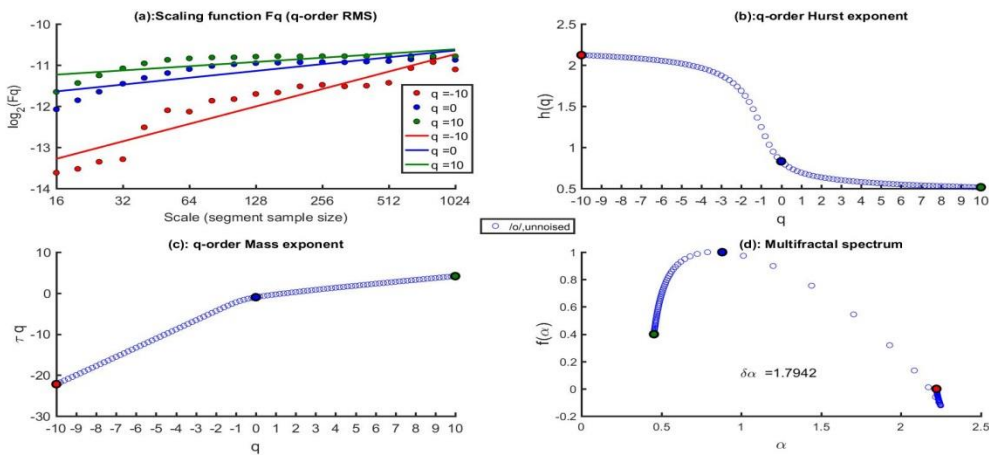 (a):Scaling function Fq (q-order RMS)
-10
-11
-12
-13
-14
log2(Fq)
16 32 64 128 256 512 1024
Scale (segment sample size)
q =-10
q =0
q =10
q =-10
q =0
q =10
(b):q-order Hurst exponent
2.5
2
1.5
1
0.5
h(q)
-10 -9 -8 -7 -6 -5 -4 -3 -2 -1 0 1 2 3 4 5 6 7 8 9 10
q
/o/,unnoised
(c): q-order Mass exponent
10
0
-10
-20
-30
τ q
-10 -9 -8 -7 -6 -5 -4 -3 -2 -1 0 1 2 3 4 5 6 7 8 9 10
q
(d): Multifractal spectrum
1
0.8
0.6
0.4
0.2
0
-0.2
f(α)
δα =1.7942
0 0.5 1 1.5 2 2.5
α